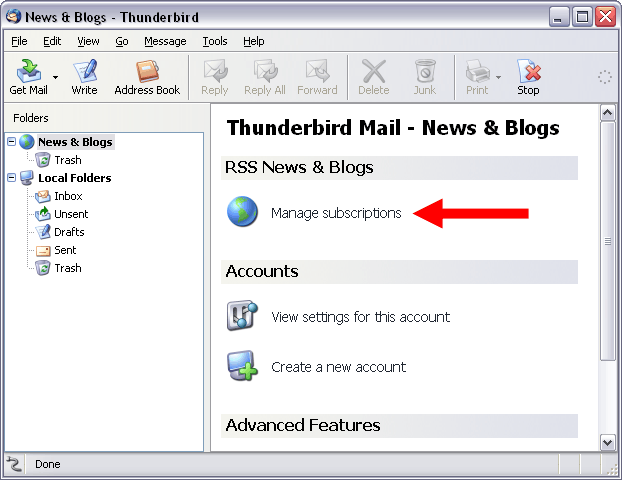 News & Blogs - Thunderbird
File Edit View Go Message Tools Help
Get Mail Write Address Book Reply Reply All Forward Delete Junk Print Stop
Folders
News & Blogs
Trash
Local Folders
Inbox
Unsent
Drafts
Sent
Trash
Thunderbird Mail - News & Blogs
RSS News & Blogs
Manage subscriptions
Accounts
View settings for this account
Create a new account
Advanced Features
Done